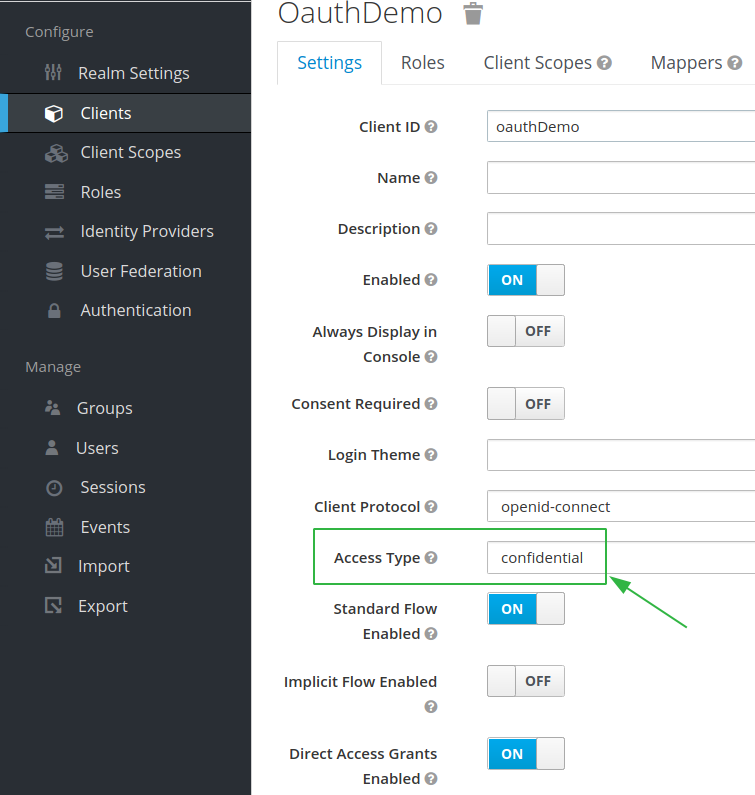 Configure
Realm Settings
Clients
Client Scopes
Roles
Identity Providers
User Federation
Authentication
Manage
Groups
Users
Sessions
Events
Import
Export
OauthDemo
Settings Roles Client Scopes Mappers
Client ID oauthDemo
Name
Description
Enabled ON
Always Display in
Console OFF
Consent Required OFF
Login Theme
Client Protocol openid-connect
Access Type confidential
Standard Flow
Enabled ON
Implicit Flow Enabled OFF
Direct Access Grants
Enabled ON